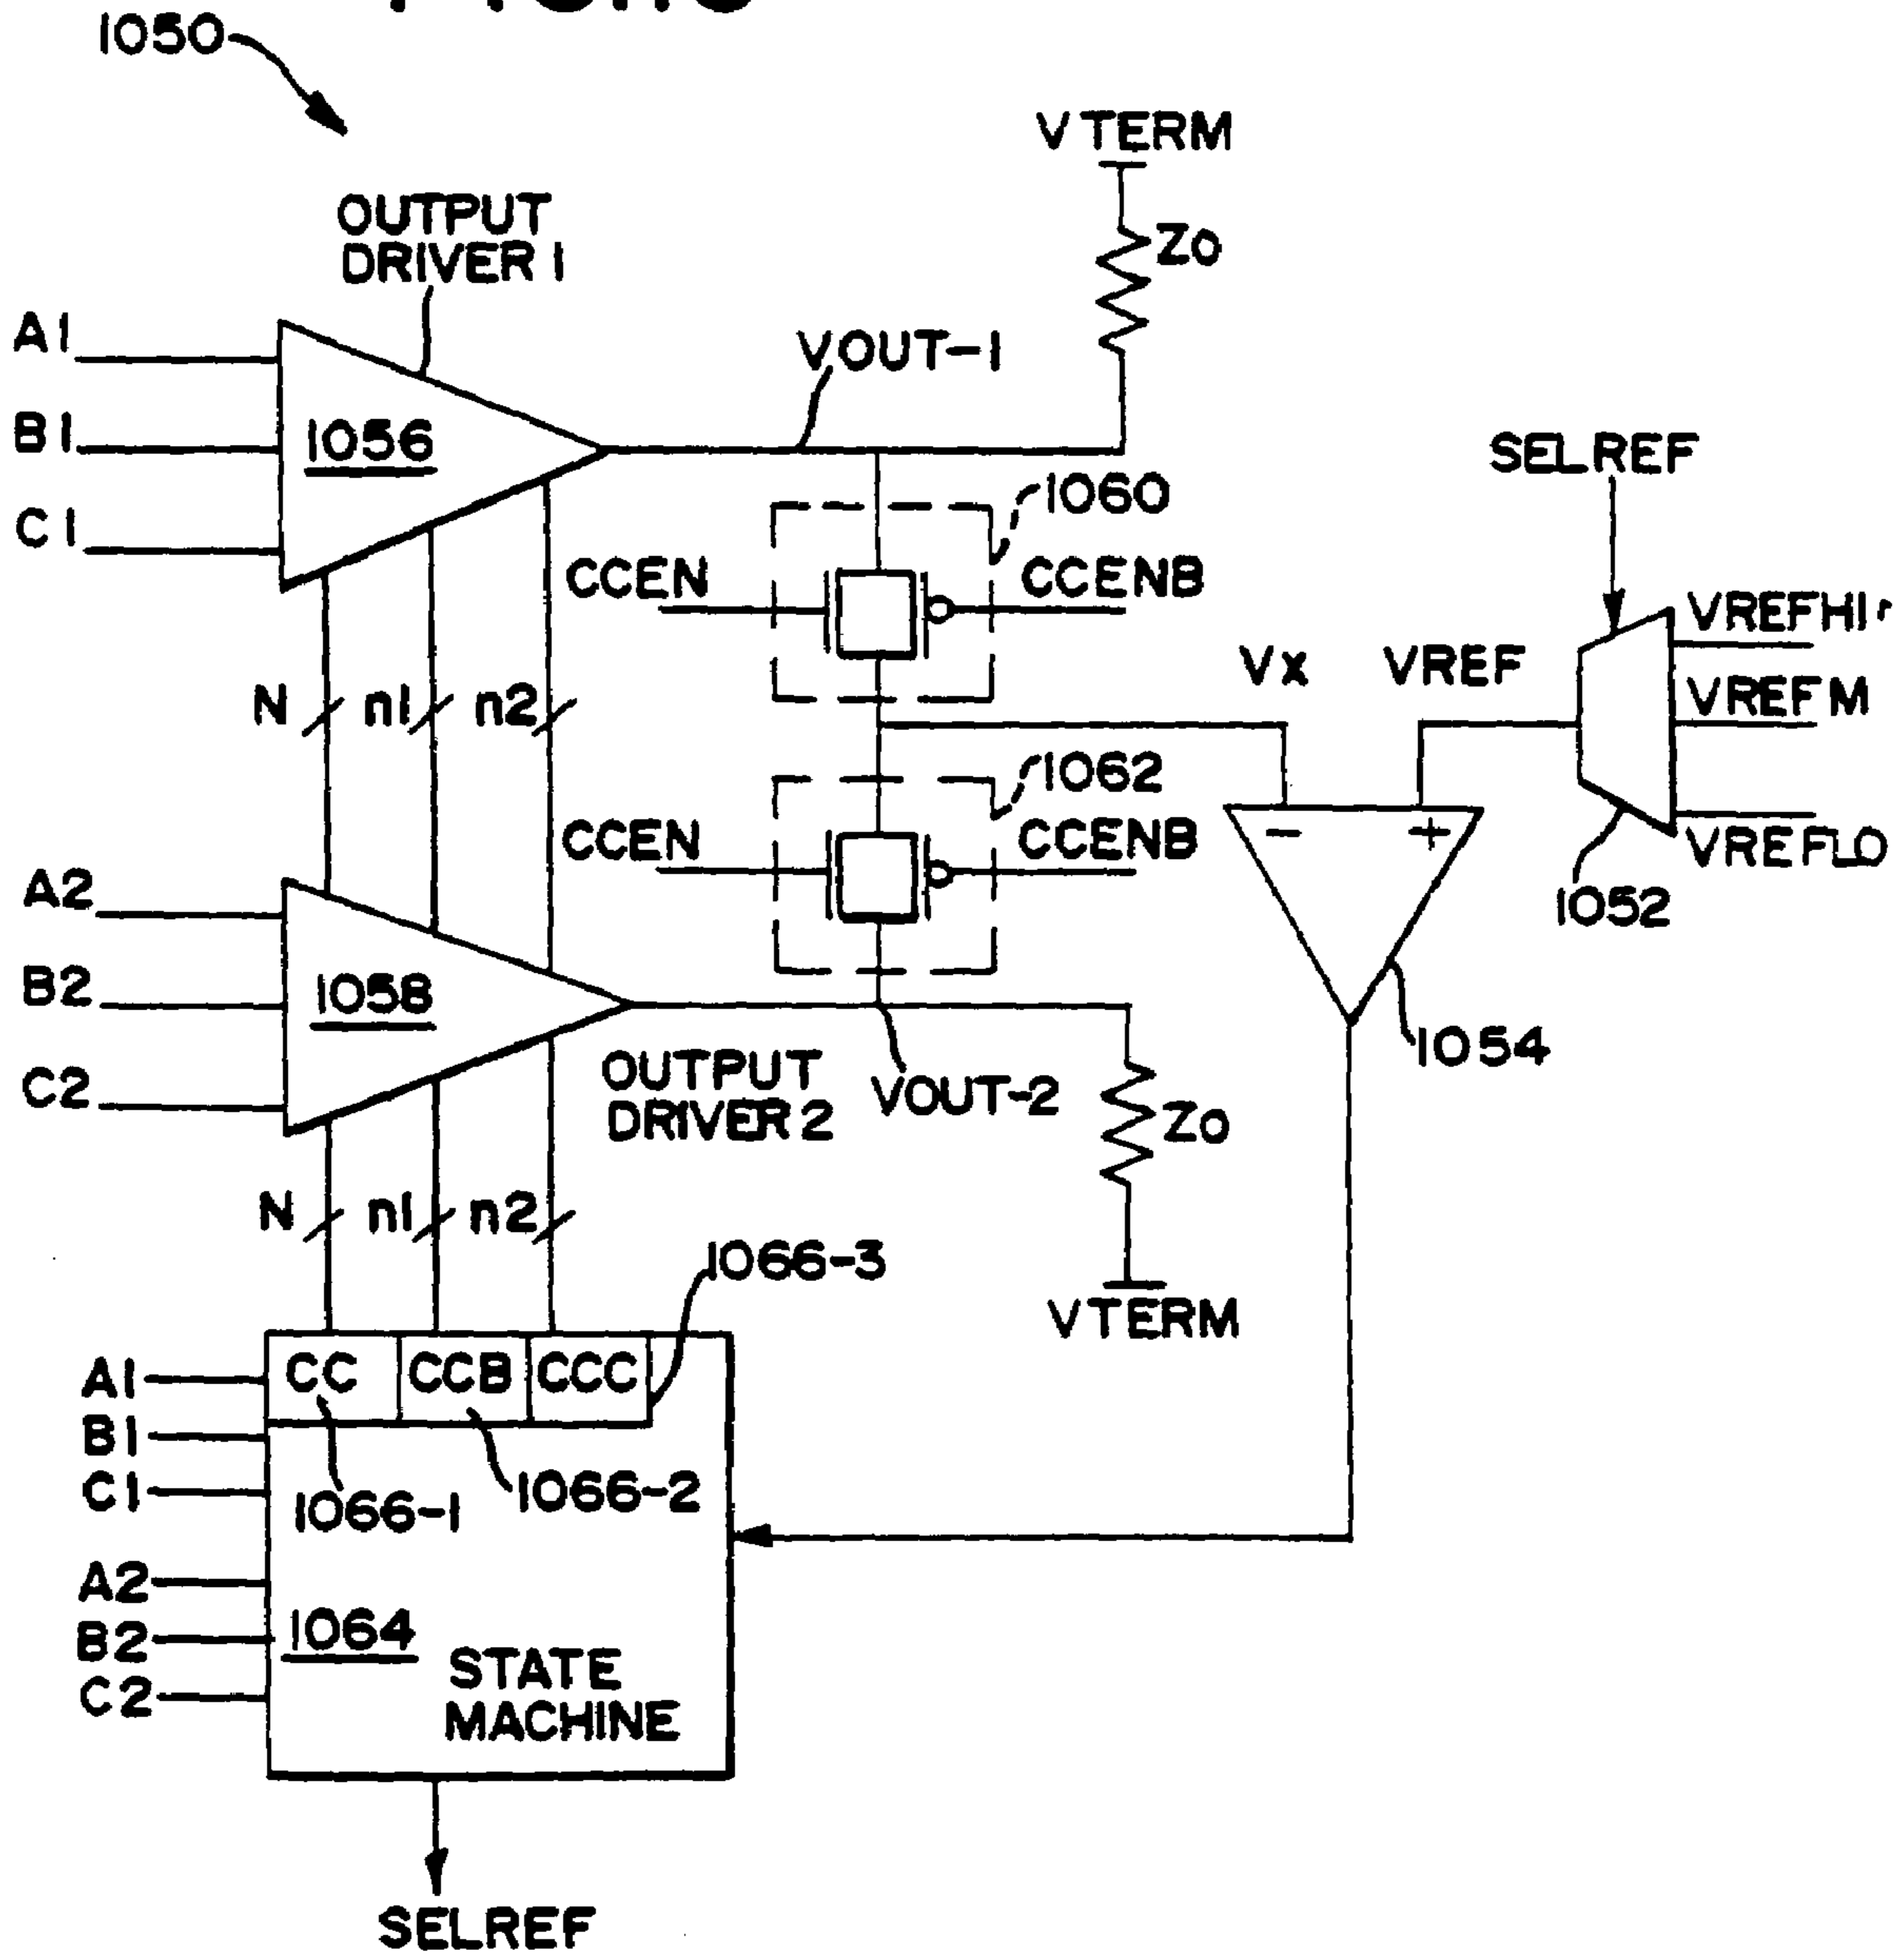 1050
VTERM
OUTPUT
DRIVER 1
Zo
A1
VOUT-1
B1
1056
SELREF
1060
C1
CCEN
CCENB
VREFHI
Vx
VREF
N
n1
n2
VREFM
1062
CCEN
CCENB
VREFLO
A2
1052
B2
1058
1054
OUTPUT
DRIVER 2
VOUT-2
C2
Zo
N
n1
n2
1066-3
VTERM
A1
CC
CCB
CCC
B1
C1
1066-1
1066-2
A2
B2
1064
STATE
MACHINE
C2
SELREF